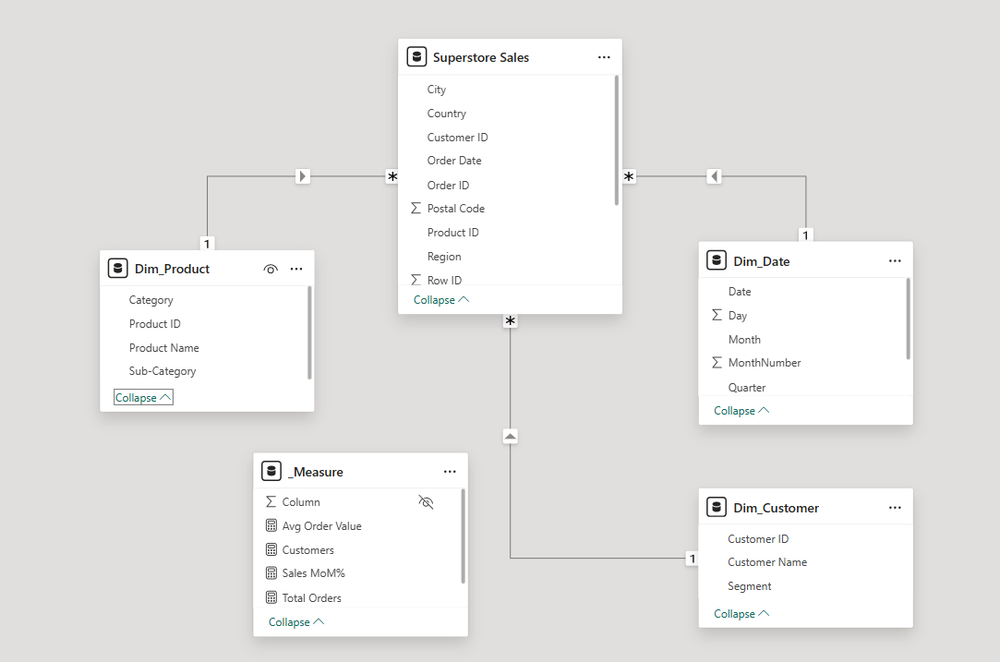 Superstore Sales
City
Country
Customer ID
Order Date
Order ID
Σ Postal Code
Product ID
Region
Σ Row ID
Collapse
*
*
*
1
1
1
Dim_Product
Category
Product ID
Product Name
Sub-Category
Collapse
Dim_Date
Date
Σ Day
Month
Σ MonthNumber
Quarter
Collapse
_Measure
Σ Column
Avg Order Value
Customers
Sales MoM%
Total Orders
Collapse
Dim_Customer
Customer ID
Customer Name
Segment
Collapse